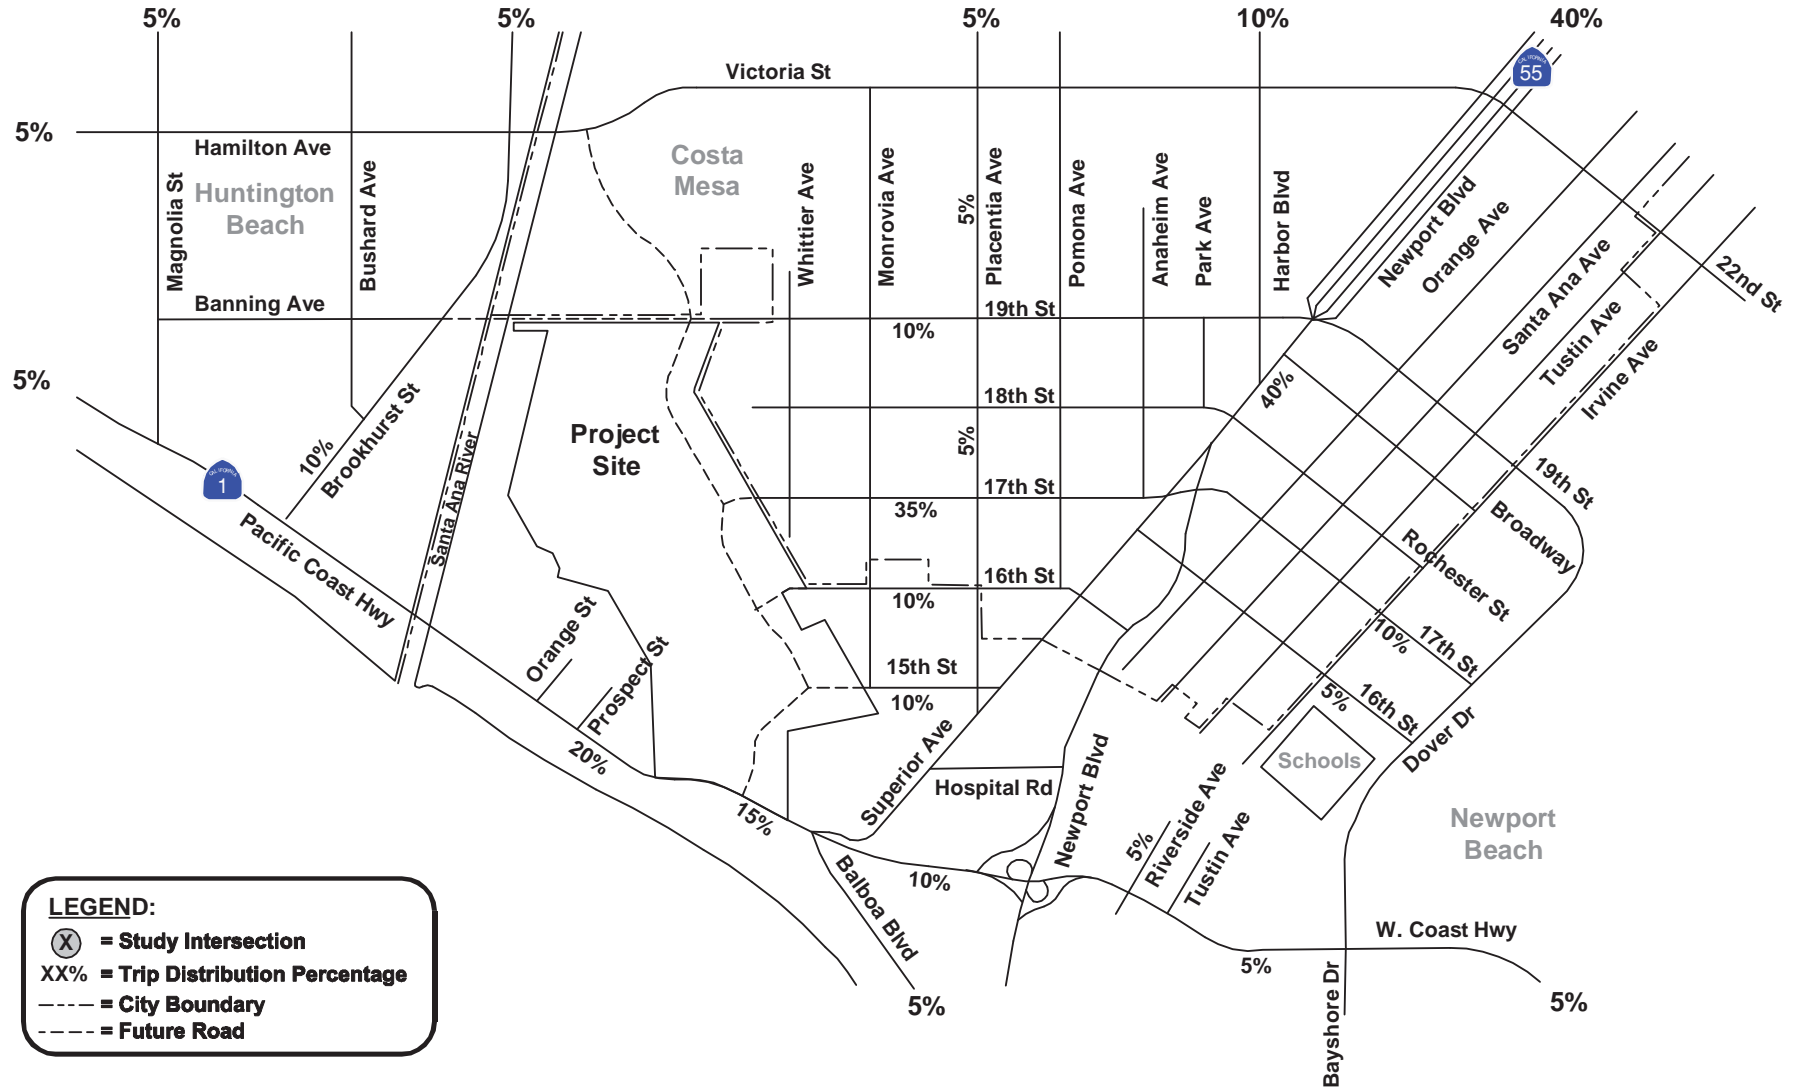 5%
5%
5%
10%
40%
55
Victoria St
5%
Hamilton Ave
Huntington
Beach
Costa
Mesa
Magnolia St
Bushard Ave
Whittier Ave
Monrovia Ave
5%
Placentia Ave
Pomona Ave
Anaheim Ave
Park Ave
Harbor Blvd
Newport Blvd
Orange Ave
Santa Ana Ave
Tustin Ave
Irvine Ave
22nd St
Banning Ave
19th St
10%
5%
18th St
40%
Project
Site
10%
Brookhurst St
Santa Ana River
5%
17th St
35%
19th St
Broadway
Rochester St
1
Pacific Coast Hwy
16th St
10%
10%
17th St
Orange St
Prospect St
15th St
10%
5%
16th St
Dover Dr
Schools
20%
15%
Superior Ave
Hospital Rd
Newport Blvd
5%
Riverside Ave
Tustin Ave
Newport
Beach
10%
Balboa Blvd
5%
W. Coast Hwy
5%
5%
Bayshore Dr
LEGEND:
X = Study Intersection
XX% = Trip Distribution Percentage
= City Boundary
= Future Road